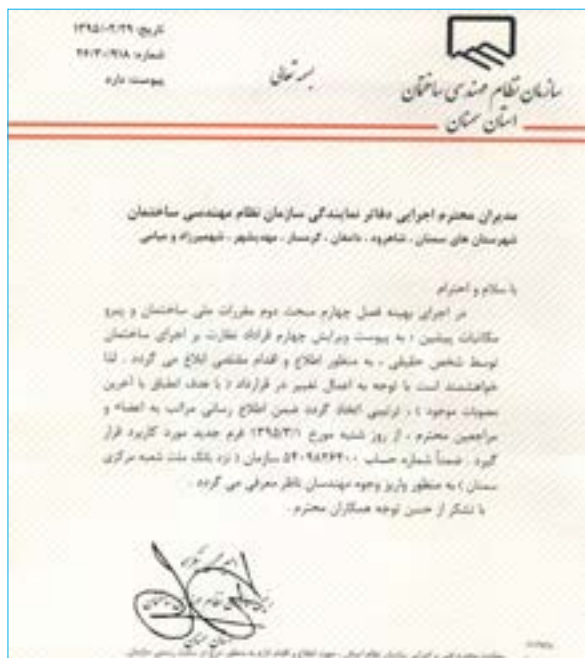 تاریخ: ۱۳۹۵/۰۲/۲۹
شماره: ۲۶/۳۰/۹۱۸
پیوست: دارد
بسمه تعالی
سازمان نظام مهندسی ساختمان
استان سمنان
مدیران محترم اجرایی دفاتر نمایندگی سازمان نظام مهندسی ساختمان
شهرستان های سمنان ، شاهرود ، دامغان ، گرمسار ، مهدیشهر ، شهمیرزاد و میامی
با سلام و احترام
در اجرای بهینه فصل چهارم مبحث دوم مقررات ملی ساختمان و پیرو
مکاتبات پیشین ؛ به پیوست ویرایش چهارم قرارداد نظارت بر اجرای ساختمان
توسط شخص حقیقی ، به منظور اطلاع و اقدام مقتضی ابلاغ می گردد . لذا
خواهشمند است با توجه به اعمال تغییر در قرارداد ( با هدف انطباق با آخرین
مصوبات موجود ) ، ترتیبی اتخاذ گردد ضمن اطلاع رسانی مراتب به اعضاء و
مراجعین محترم ، از روز شنبه مورخ ۱۳۹۵/۳/۱ فرم جدید مورد کاربرد قرار
گیرد . ضمناً شماره حساب ۵۴۰۹۸۲۶۴۰۰ سازمان ( نزد بانک ملت شعبه مرکزی
سمنان ) به منظور واریز وجوه مهندسان ناظر معرفی می گردد .
با تشکر از حسن توجه همکاران محترم .